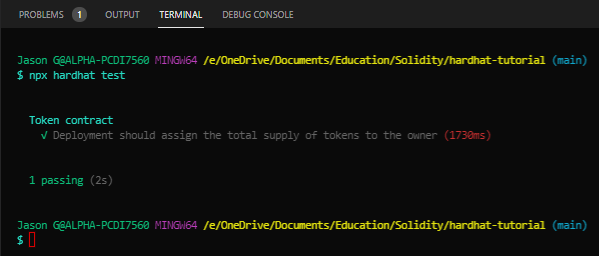 PROBLEMS 1 OUTPUT TERMINAL DEBUG CONSOLE
Jason G@ALPHA-PCDI7560 MINGW64 /e/OneDrive/Documents/Education/Solidity/hardhat-tutorial (main)
$ npx hardhat test
Token contract
√ Deployment should assign the total supply of tokens to the owner (1730ms)
1 passing (2s)
Jason G@ALPHA-PCDI7560 MINGW64 /e/OneDrive/Documents/Education/Solidity/hardhat-tutorial (main)
$